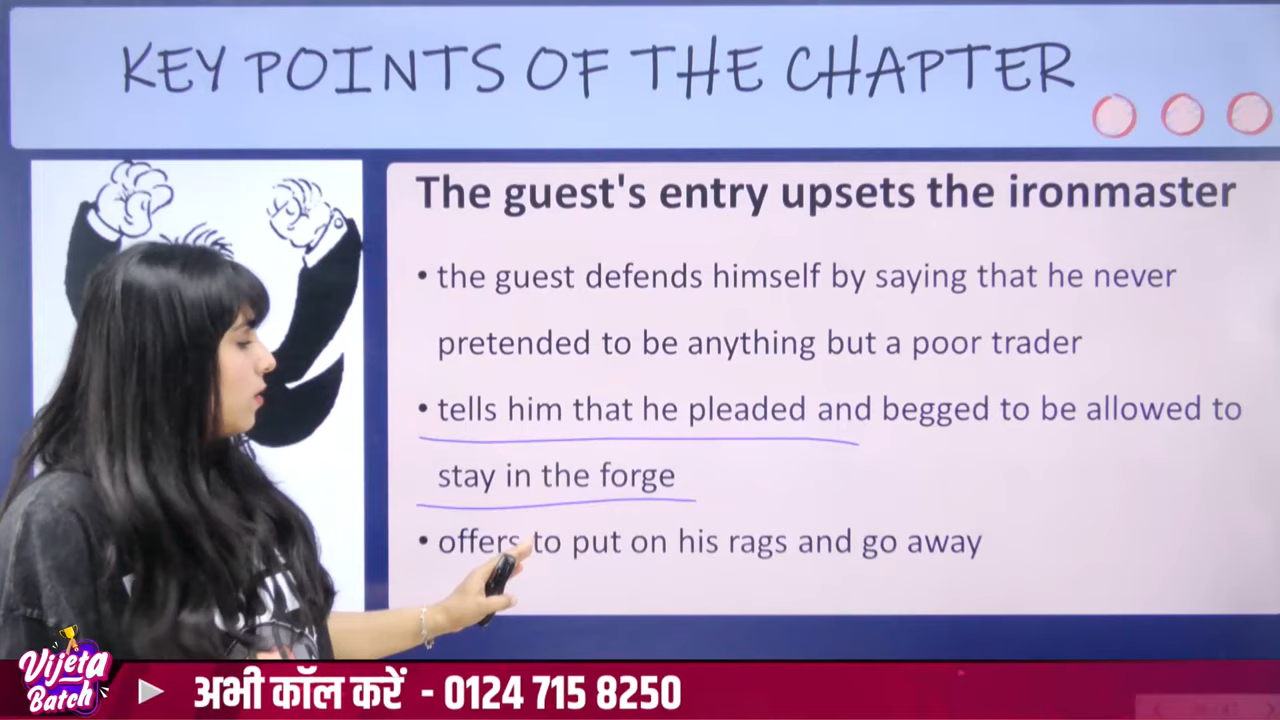 KEY POINTS OF THE CHAPTER
The guest's entry upsets the ironmaster
• the guest defends himself by saying that he never
pretended to be anything but a poor trader
• tells him that he pleaded and begged to be allowed to
stay in the forge
• offers to put on his rags and go away
Vijeta
Batch
अभी कॉल करें - 0124 715 8250